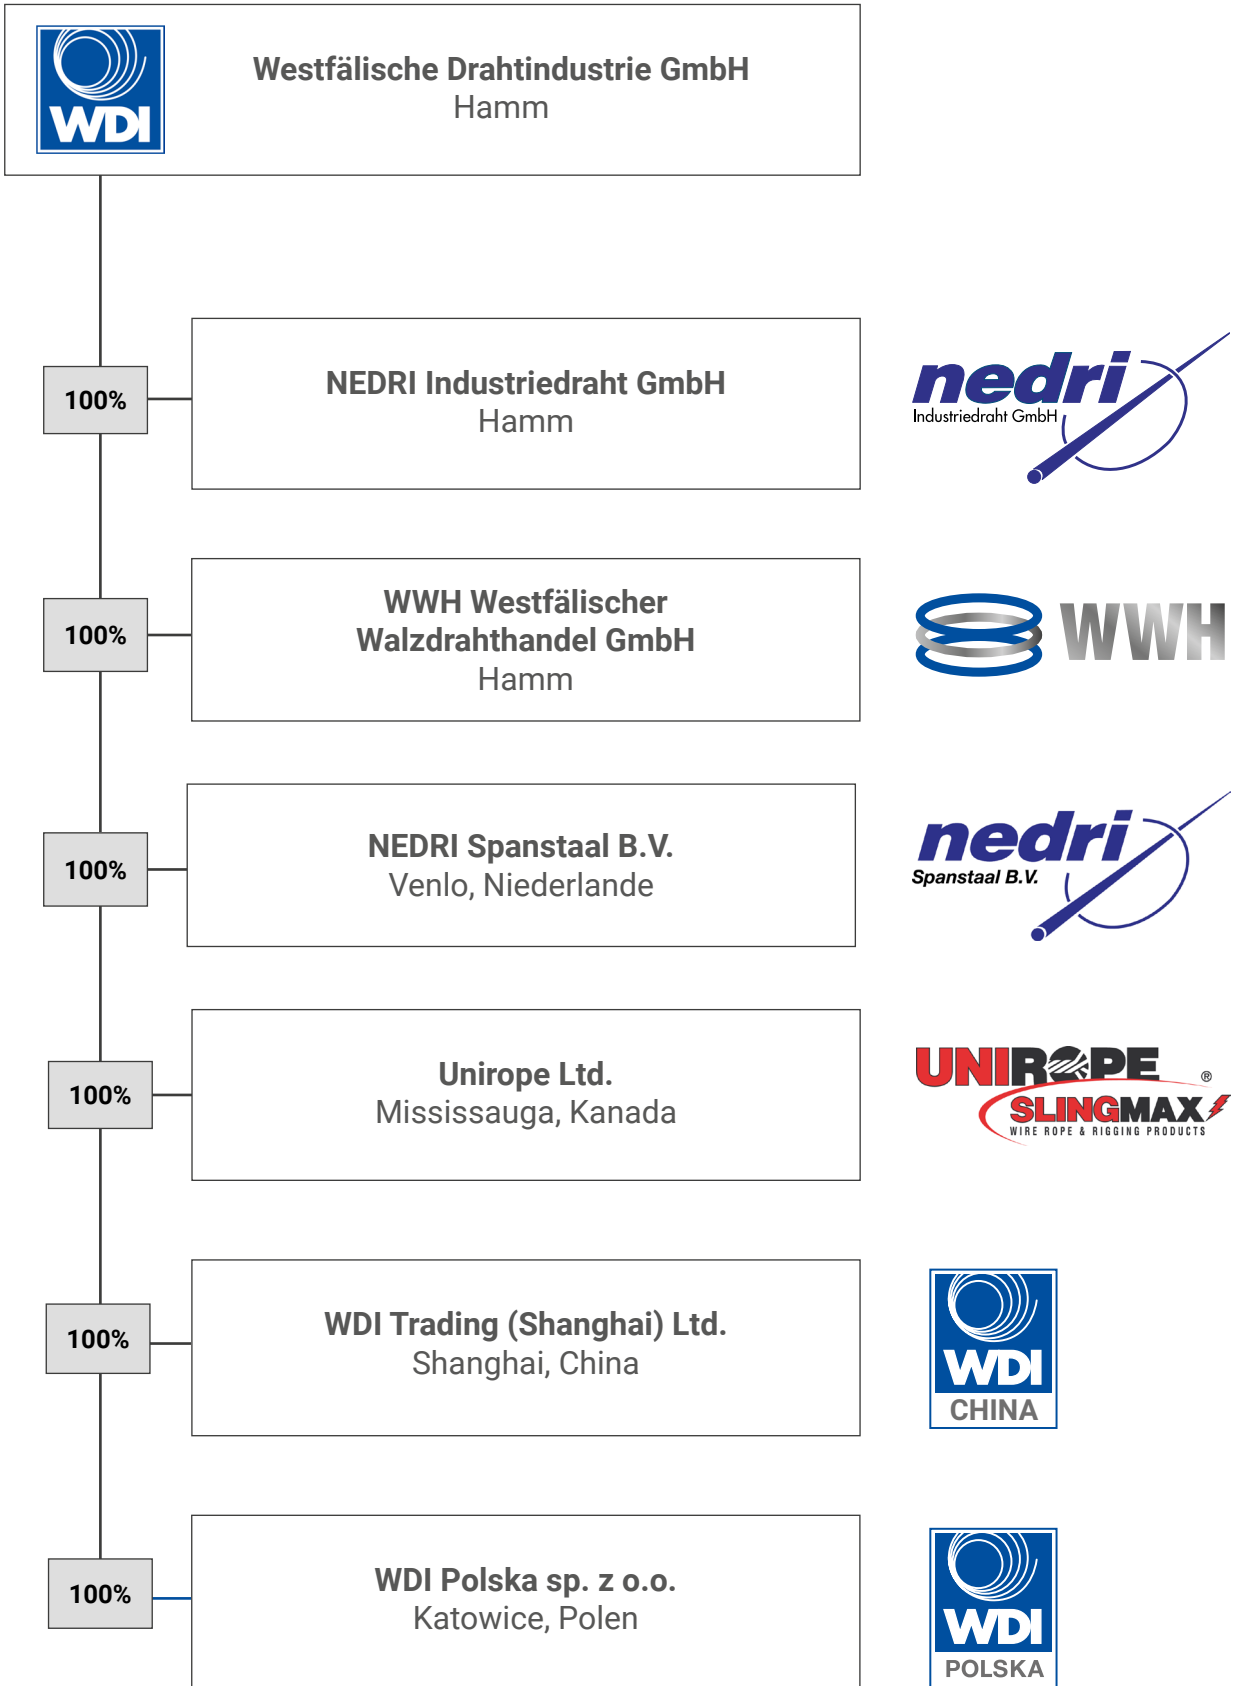 WDI
Westfälische Drahtindustrie GmbH
Hamm
100%
NEDRI Industriedraht GmbH
Hamm
nedri
Industriedraht GmbH
100%
WWH Westfälischer
Walzdrahthandel GmbH
Hamm
WWH
100%
NEDRI Spanstaal B.V.
Venlo, Niederlande
nedri
Spanstaal B.V.
100%
Unirope Ltd.
Mississauga, Kanada
UNIROPE ®
SLINGMAX
WIRE ROPE & RIGGING PRODUCTS
100%
WDI Trading (Shanghai) Ltd.
Shanghai, China
WDI
CHINA
100%
WDI Polska sp. z o.o.
Katowice, Polen
WDI
POLSKA